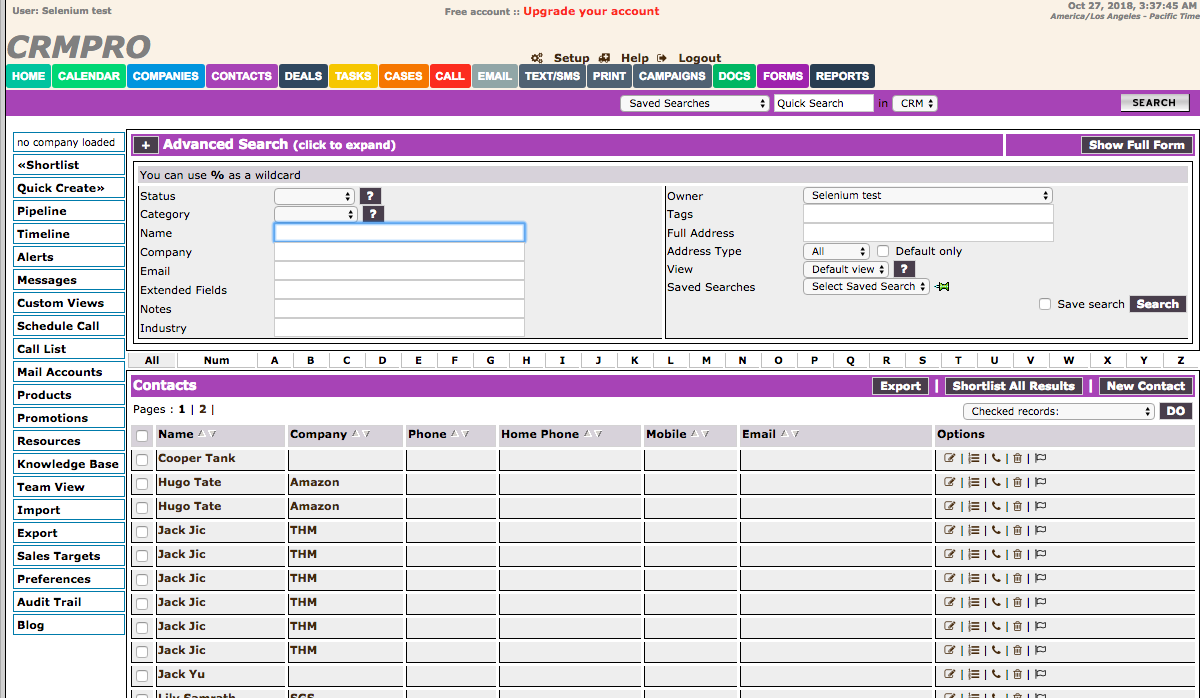 User: Selenium test
Free account :: Upgrade your account
Oct 27, 2018, 3:37:45 AM
America/Los Angeles - Pacific Time
CRMPRO
Setup Help Logout
HOME CALENDAR COMPANIES CONTACTS DEALS TASKS CASES CALL EMAIL TEXT/SMS PRINT CAMPAIGNS DOCS FORMS REPORTS
Saved Searches Quick Search in CRM SEARCH
no company loaded
«Shortlist
Quick Create»
Pipeline
Timeline
Alerts
Messages
Custom Views
Schedule Call
Call List
Mail Accounts
Products
Promotions
Resources
Knowledge Base
Team View
Import
Export
Sales Targets
Preferences
Audit Trail
Blog
+ Advanced Search (click to expand) Show Full Form
You can use % as a wildcard
Status ?
Category ?
Name
Company
Email
Extended Fields
Notes
Industry
Owner Selenium test
Tags
Full Address
Address Type All Default only
View Default view ?
Saved Searches Select Saved Search
Save search Search
All Num A B C D E F G H I J K L M N O P Q R S T U V W X Y Z
Contacts Export | Shortlist All Results | New Contact
Pages : 1 | 2 |
Checked records: DO
Name Company Phone Home Phone Mobile Email Options
Cooper Tank | | | |
Hugo Tate Amazon | | | |
Hugo Tate Amazon | | | |
Jack Jic THM | | | |
Jack Jic THM | | | |
Jack Jic THM | | | |
Jack Jic THM | | | |
Jack Jic THM | | | |
Jack Jic THM | | | |
Jack Yu | | | |
Lily Samrath SGS